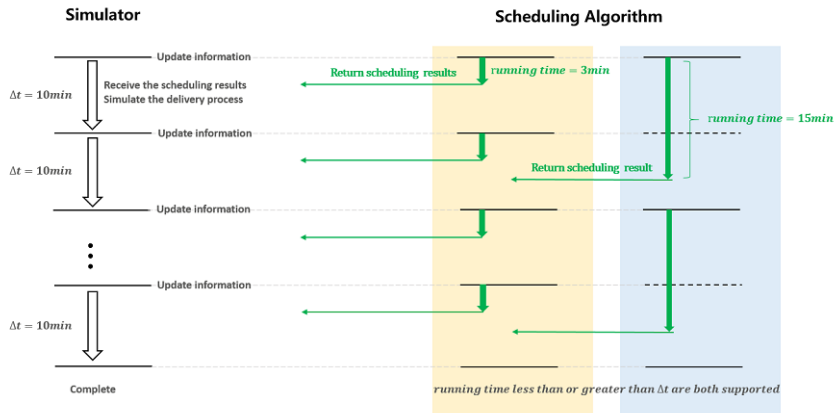 Simulator
Scheduling Algorithm
Update information
Return scheduling results
running time = 3min
Δt = 10min
Receive the scheduling results
Simulate the delivery process
running time = 15min
Update information
Δt = 10min
Return scheduling result
Update information
Update information
Δt = 10min
Complete
running time less than or greater than Δt are both supported